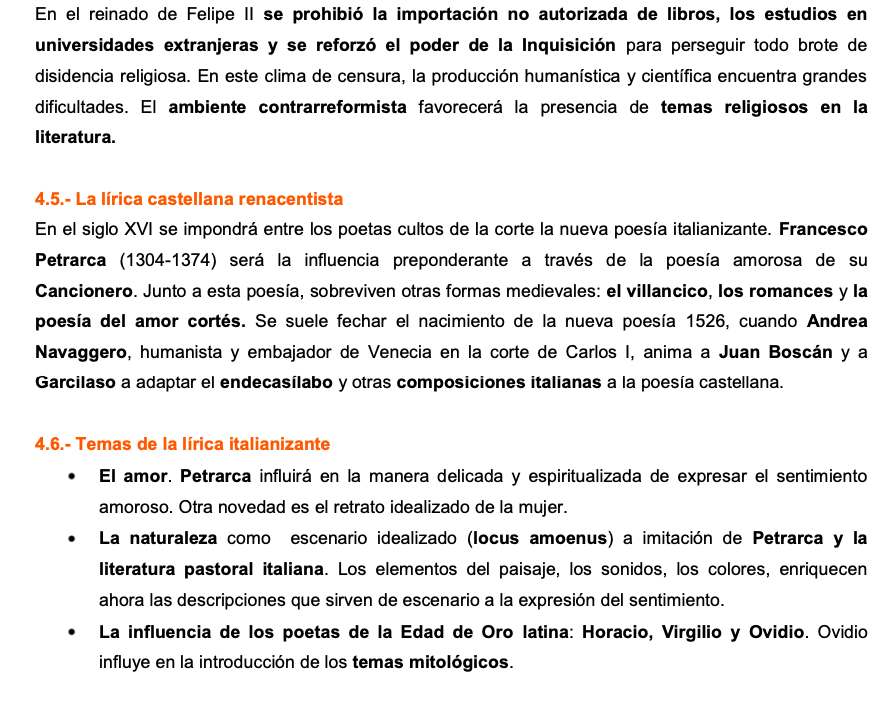 En el reinado de Felipe II se prohibió la importación no autorizada de libros, los estudios en
universidades extranjeras y se reforzó el poder de la Inquisición para perseguir todo brote de
disidencia religiosa. En este clima de censura, la producción humanística y científica encuentra grandes
dificultades. El ambiente contrarreformista favorecerá la presencia de temas religiosos en la
literatura.
4.5.- La lírica castellana renacentista
En el siglo XVI se impondrá entre los poetas cultos de la corte la nueva poesía italianizante. Francesco
Petrarca (1304-1374) será la influencia preponderante a través de la poesía amorosa de su
Cancionero. Junto a esta poesía, sobreviven otras formas medievales: el villancico, los romances y la
poesía del amor cortés. Se suele fechar el nacimiento de la nueva poesía 1526, cuando Andrea
Navaggero, humanista y embajador de Venecia en la corte de Carlos I, anima a Juan Boscán y a
Garcilaso a adaptar el endecasílabo y otras composiciones italianas a la poesía castellana.
4.6.- Temas de la lírica italianizante
• El amor. Petrarca influirá en la manera delicada y espiritualizada de expresar el sentimiento
amoroso. Otra novedad es el retrato idealizado de la mujer.
• La naturaleza como escenario idealizado (locus amoenus) a imitación de Petrarca y la
literatura pastoral italiana. Los elementos del paisaje, los sonidos, los colores, enriquecen
ahora las descripciones que sirven de escenario a la expresión del sentimiento.
• La influencia de los poetas de la Edad de Oro latina: Horacio, Virgilio y Ovidio. Ovidio
influye en la introducción de los temas mitológicos.